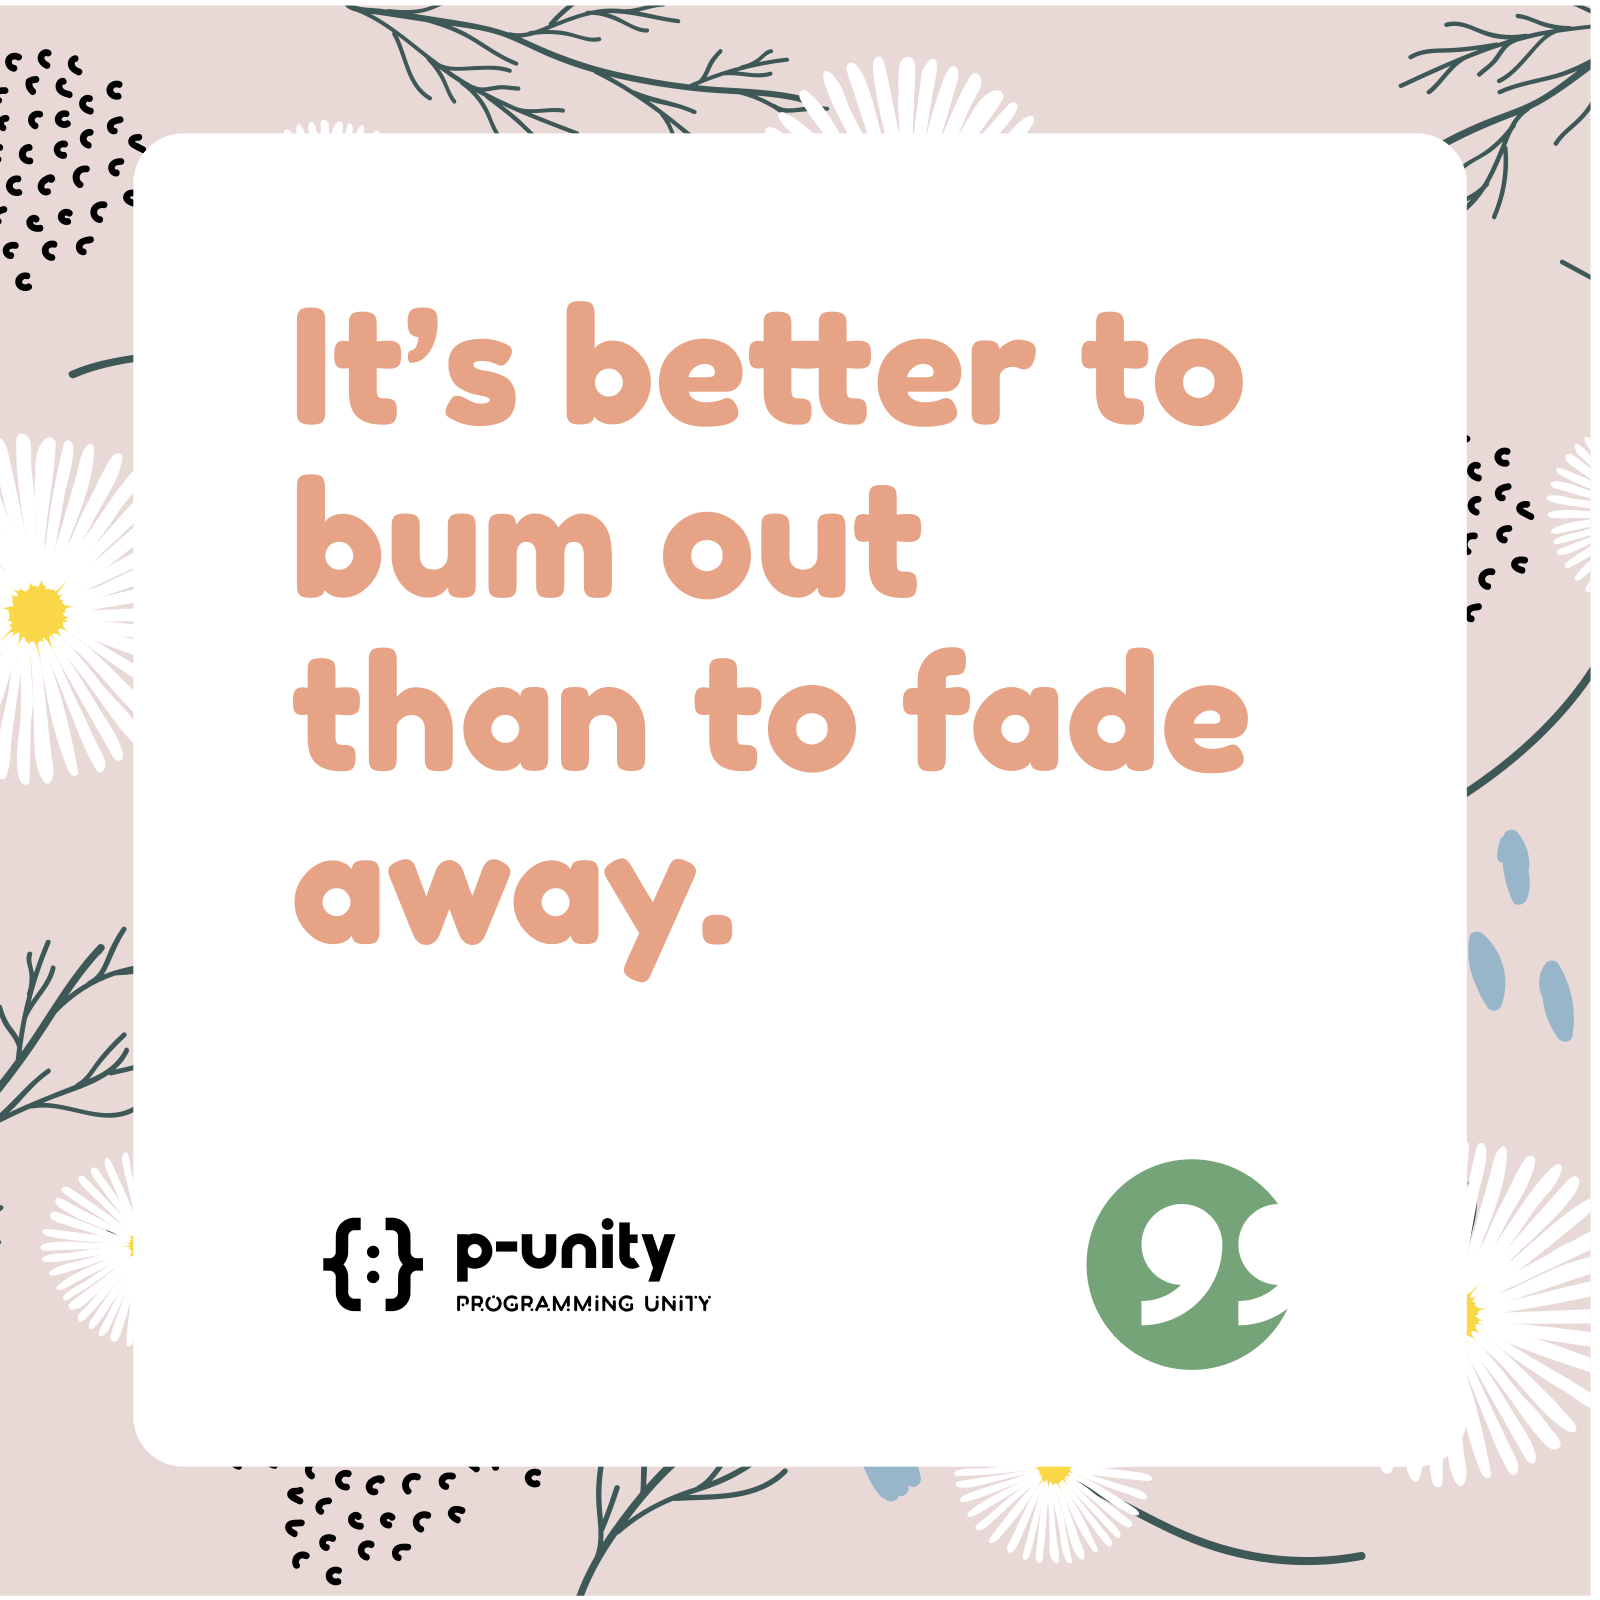 It’s better to
bum out
than to fade
away.
{:} p-unity
PROGRAMMING UNITY